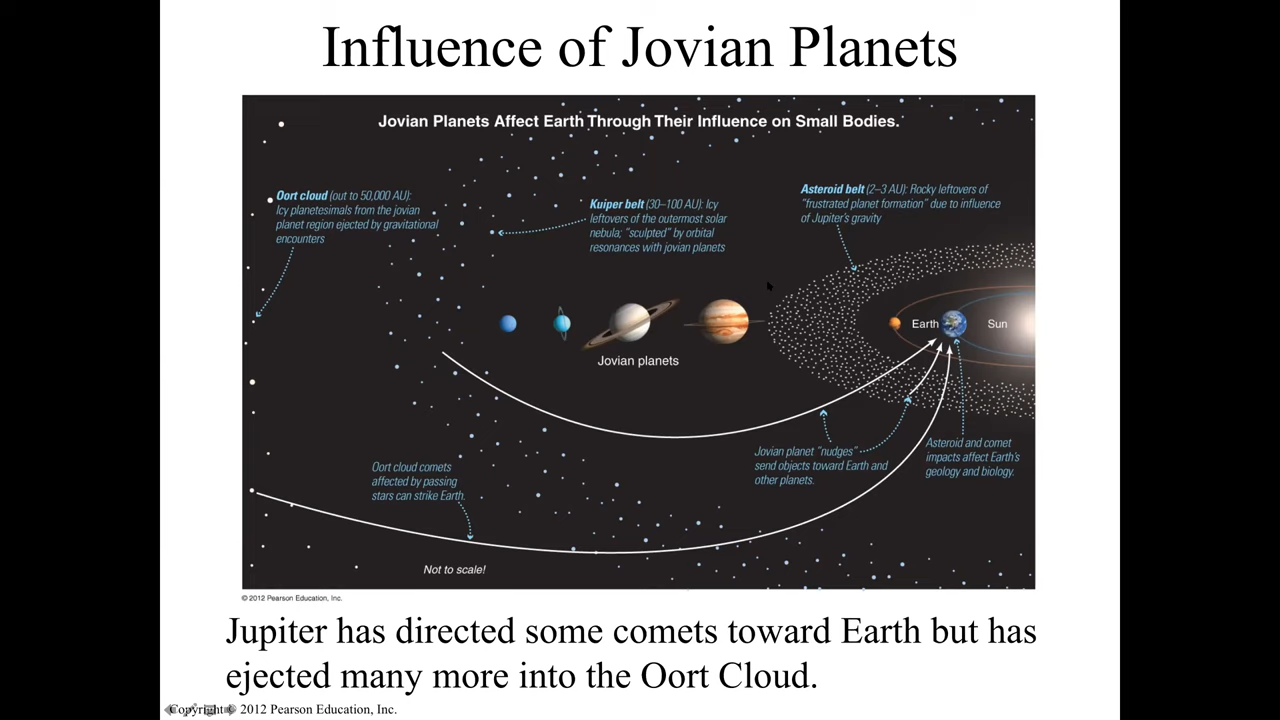 Influence of Jovian Planets
Jovian Planets Affect Earth Through Their Influence on Small Bodies.
Oort cloud (out to 50,000 AU):
Icy planetesimals from the jovian
planet region ejected by gravitational
encounters
Kuiper belt (30–100 AU): Icy
leftovers of the outermost solar
nebula; "sculpted" by orbital
resonances with jovian planets
Asteroid belt (2–3 AU): Rocky leftovers of
"frustrated planet formation" due to influence
of Jupiter's gravity
Earth
Sun
Jovian planets
Oort cloud comets
affected by passing
stars can strike Earth.
Jovian planet "nudges"
send objects toward Earth and
other planets.
Asteroid and comet
impacts affect Earth's
geology and biology.
Not to scale!
© 2012 Pearson Education, Inc.
Jupiter has directed some comets toward Earth but has
ejected many more into the Oort Cloud.
Copyright © 2012 Pearson Education, Inc.